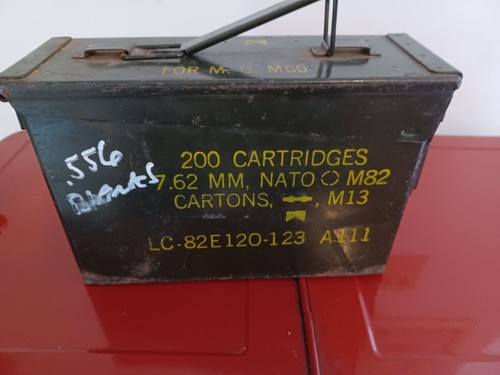 FOR M. G. M60
.556
Blanks
200 CARTRIDGES
7.62 MM, NATO M82
CARTONS, M13
LC-82E120-123 A111